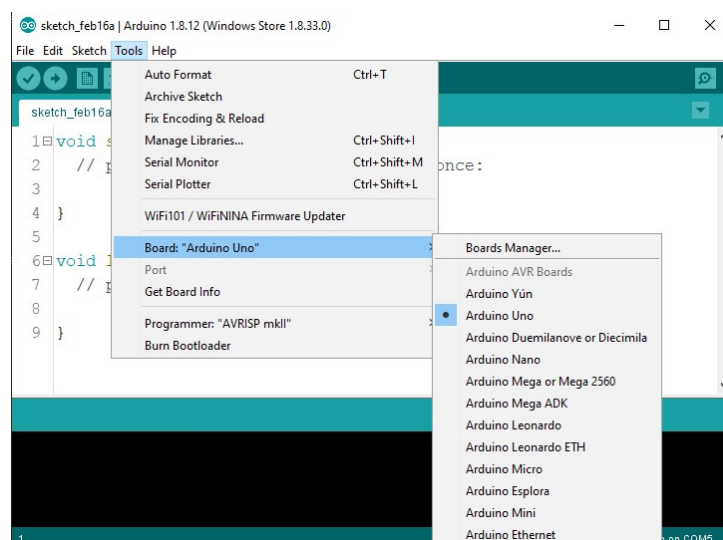 sketch_feb16a | Arduino 1.8.12 (Windows Store 1.8.33.0)
File Edit Sketch Tools Help
sketch_feb16a
Auto Format Ctrl+T
Archive Sketch
Fix Encoding & Reload
Manage Libraries... Ctrl+Shift+I
Serial Monitor Ctrl+Shift+M
Serial Plotter Ctrl+Shift+L
WiFi101 / WiFiNINA Firmware Updater
Board: "Arduino Uno"
Port
Get Board Info
Programmer: "AVRISP mkII"
Burn Bootloader
1 void s
2 // p once:
3
4 }
5
6 void l
7 // p
8
9 }
Boards Manager...
Arduino AVR Boards
Arduino Yún
Arduino Uno
Arduino Duemilanove or Diecimila
Arduino Nano
Arduino Mega or Mega 2560
Arduino Mega ADK
Arduino Leonardo
Arduino Leonardo ETH
Arduino Micro
Arduino Esplora
Arduino Mini
Arduino Ethernet
1 on COM5